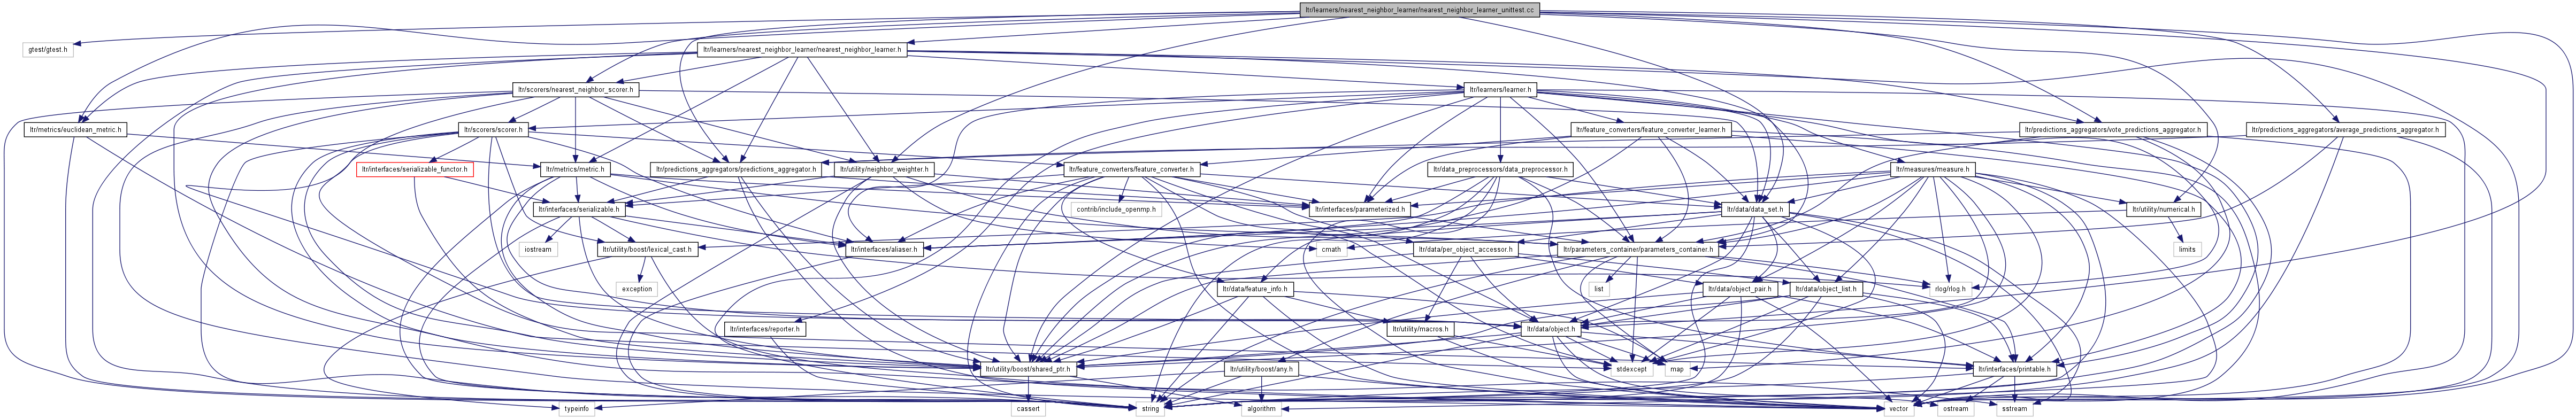 ltr/learners/nearest_neighbor_learner/nearest_neighbor_learner_unittest.cc
gtest/gtest.h
ltr/learners/nearest_neighbor_learner/nearest_neighbor_learner.h
ltr/scorers/nearest_neighbor_scorer.h
ltr/learners/learner.h
ltr/metrics/euclidean_metric.h
ltr/scorers/scorer.h
ltr/feature_converters/feature_converter_learner.h
ltr/predictions_aggregators/vote_predictions_aggregator.h
ltr/predictions_aggregators/average_predictions_aggregator.h
ltr/interfaces/serializable_functor.h
ltr/metrics/metric.h
ltr/predictions_aggregators/predictions_aggregator.h
ltr/utility/neighbor_weighter.h
ltr/feature_converters/feature_converter.h
ltr/data_preprocessors/data_preprocessor.h
ltr/measures/measure.h
ltr/interfaces/serializable.h
contrib/include_openmp.h
ltr/interfaces/parameterized.h
ltr/data/data_set.h
ltr/utility/numerical.h
iostream
ltr/utility/boost/lexical_cast.h
ltr/interfaces/aliaser.h
cmath
ltr/data/per_object_accessor.h
ltr/parameters_container/parameters_container.h
limits
exception
ltr/data/feature_info.h
list
ltr/data/object_pair.h
ltr/data/object_list.h
rlog/rlog.h
ltr/interfaces/reporter.h
ltr/utility/macros.h
ltr/data/object.h
ltr/utility/boost/shared_ptr.h
ltr/utility/boost/any.h
stdexcept
map
ltr/interfaces/printable.h
typeinfo
string
cassert
algorithm
vector
ostream
sstream